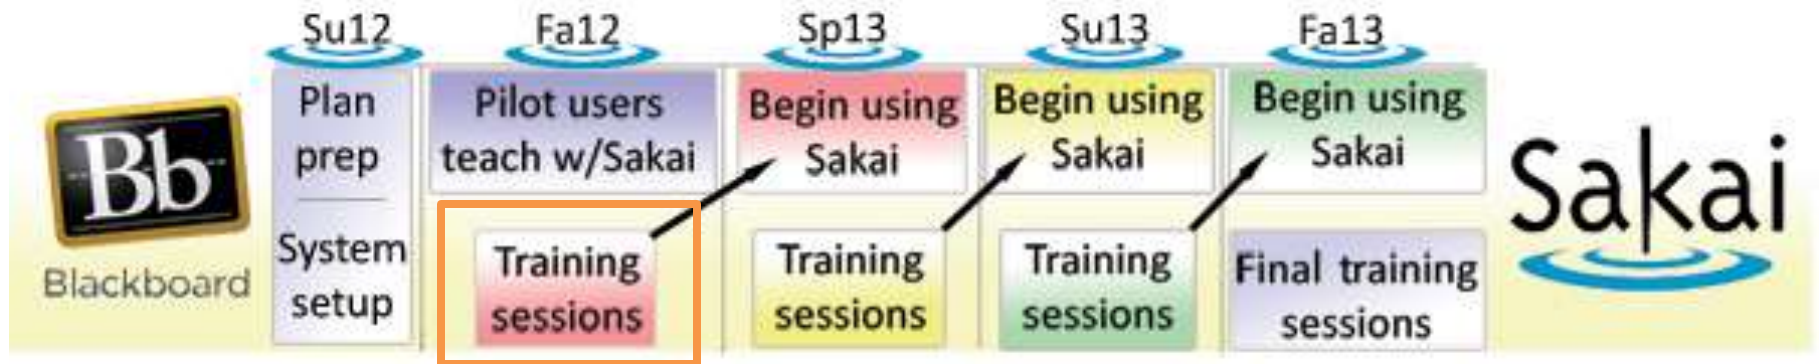 Su12
Fa12
Sp13
Su13
Fa13
Bb
Blackboard
Plan
prep
System
setup
Pilot users
teach w/Sakai
Training
sessions
Begin using
Sakai
Training
sessions
Begin using
Sakai
Training
sessions
Begin using
Sakai
Final training
sessions
Sakai